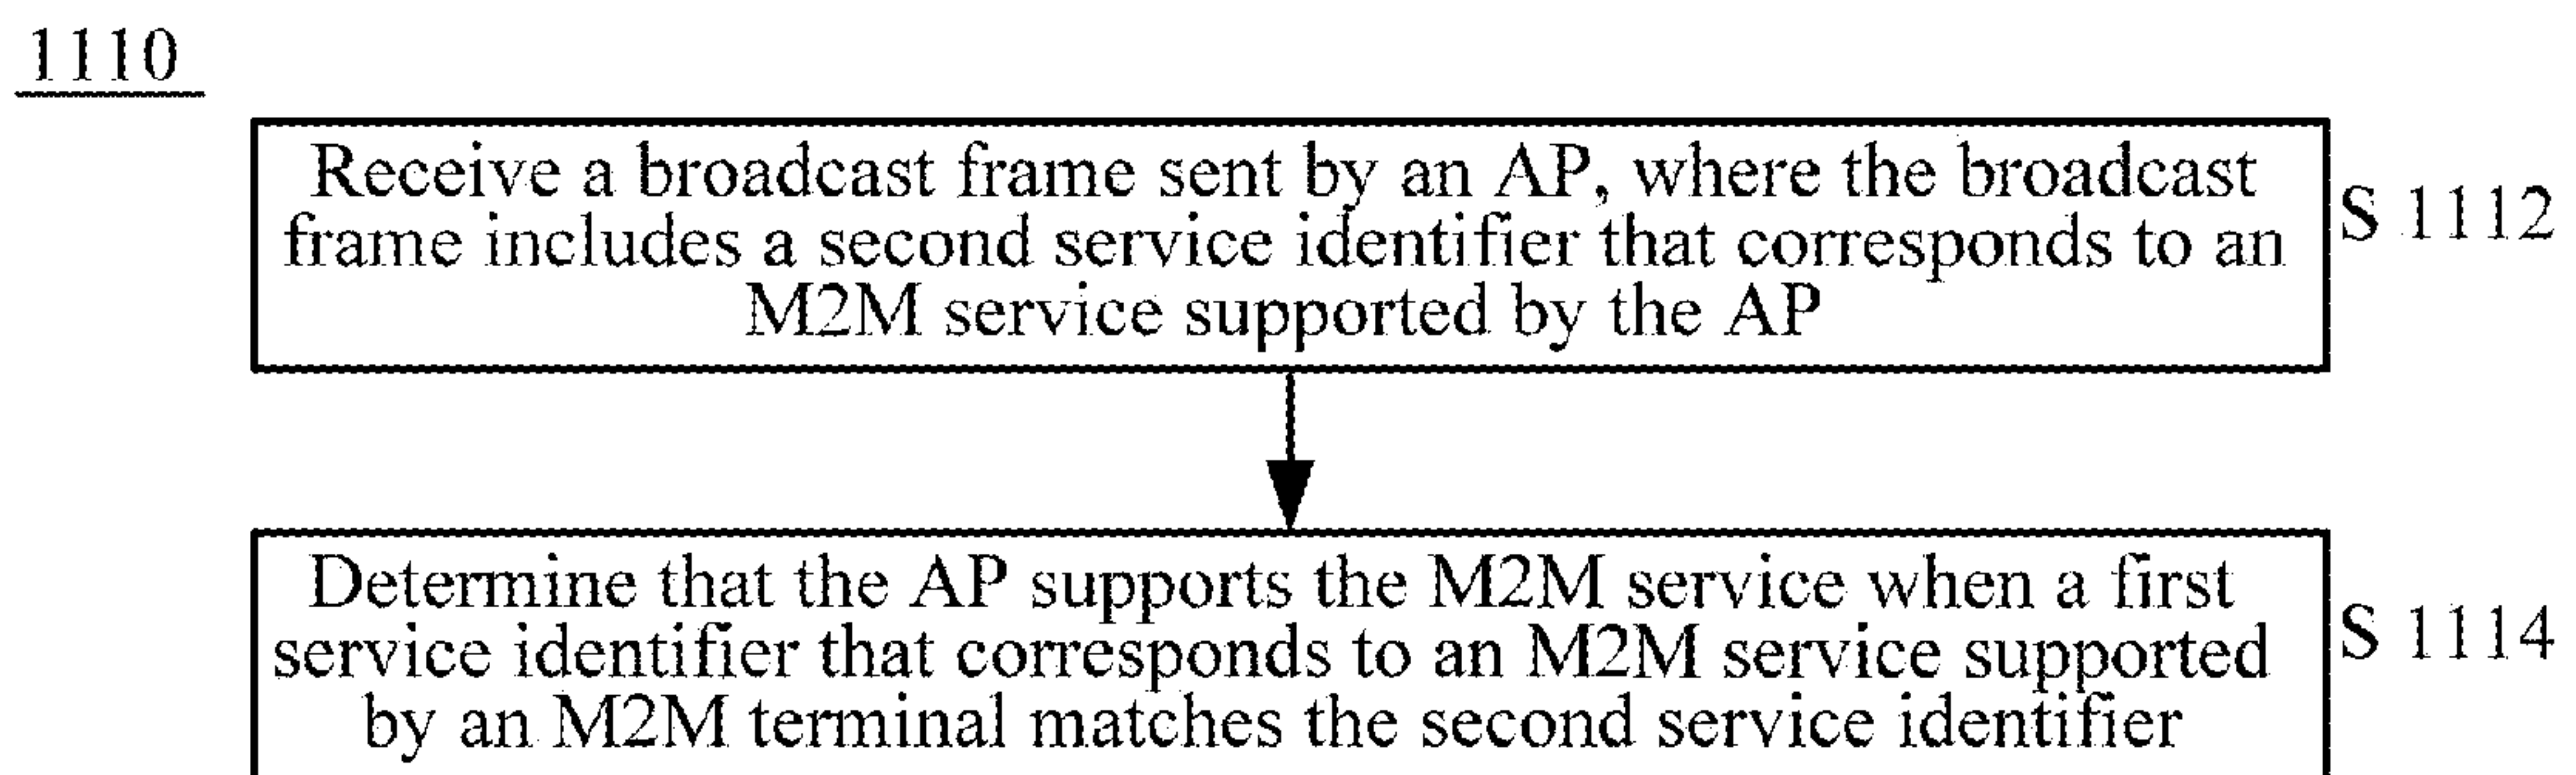 1110
Receive a broadcast frame sent by an AP, where the broadcast
frame includes a second service identifier that corresponds to an
M2M service supported by the AP
S 1112
Determine that the AP supports the M2M service when a first
service identifier that corresponds to an M2M service supported
by an M2M terminal matches the second service identifier
S 1114